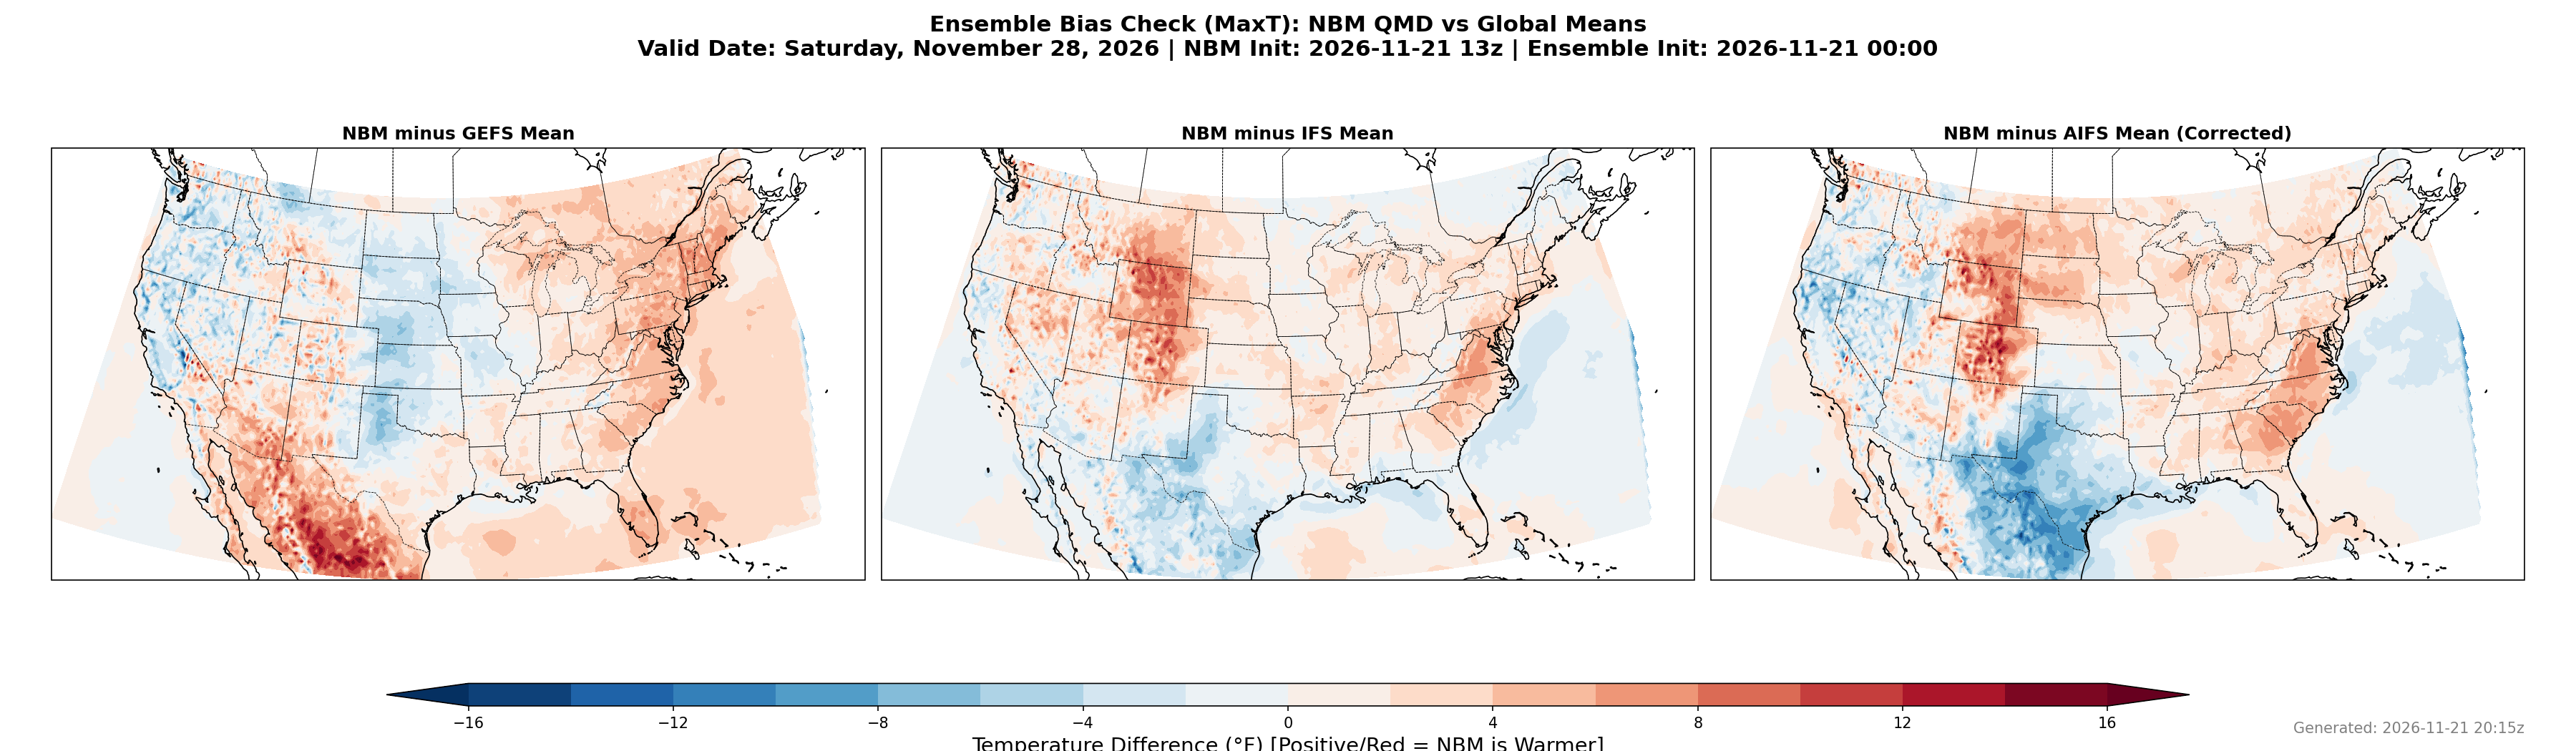 Ensemble Bias Check (MaxT): NBM QMD vs Global Means
Valid Date: Saturday, November 28, 2026 | NBM Init: 2026-11-21 13z | Ensemble Init: 2026-11-21 00:00
NBM minus GEFS Mean
NBM minus IFS Mean
NBM minus AIFS Mean (Corrected)
−16 −12 −8 −4 0 4 8 12 16
Generated: 2026-11-21 20:15z
Temperature Difference (°F) [Positive/Red = NBM is Warmer]